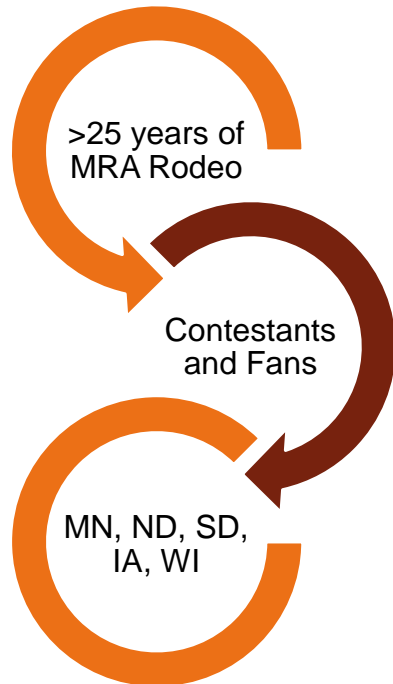 >25 years of
MRA Rodeo
Contestants
and Fans
MN, ND, SD,
IA, WI